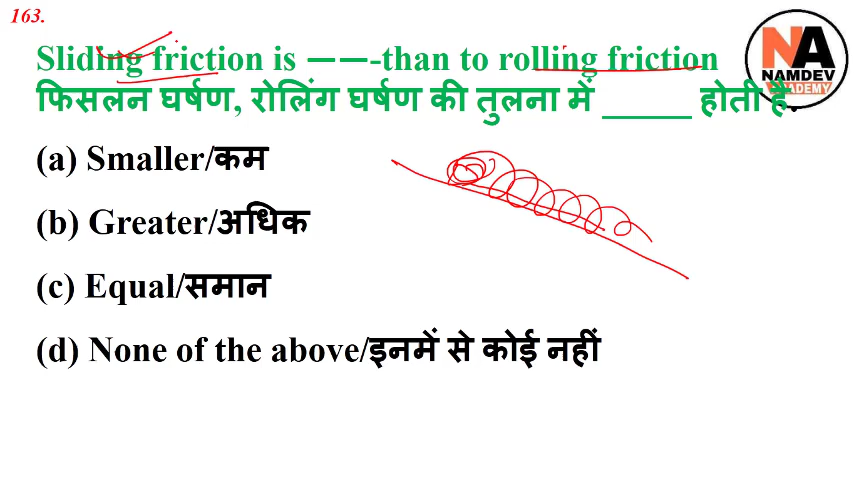 163.
Sliding friction is ——-than to rolling friction
फिसलन घर्षण, रोलिंग घर्षण की तुलना में _____ होती है.
(a) Smaller/कम
(b) Greater/अधिक
(c) Equal/समान
(d) None of the above/इनमें से कोई नहीं
NA
NAMDEV
ACADEMY